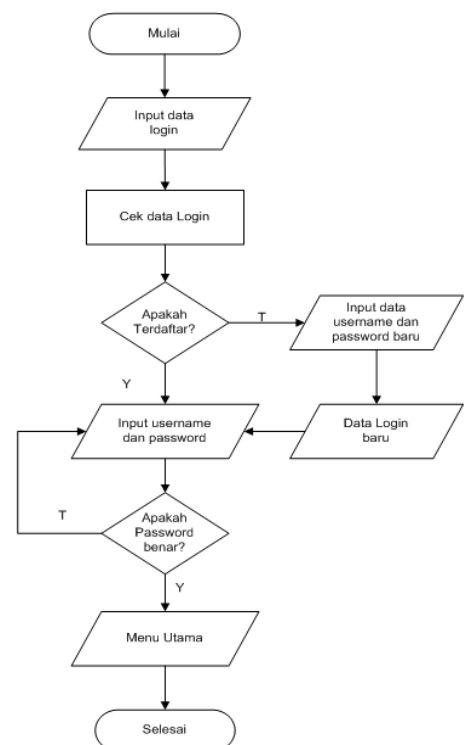 Mulai
Input data
login
Cek data Login
Apakah
Terdaftar?
T
Input data
username dan
password baru
Y
Input username
dan password
Data Login
baru
T
Apakah
Password
benar?
Y
Menu Utama
Selesai